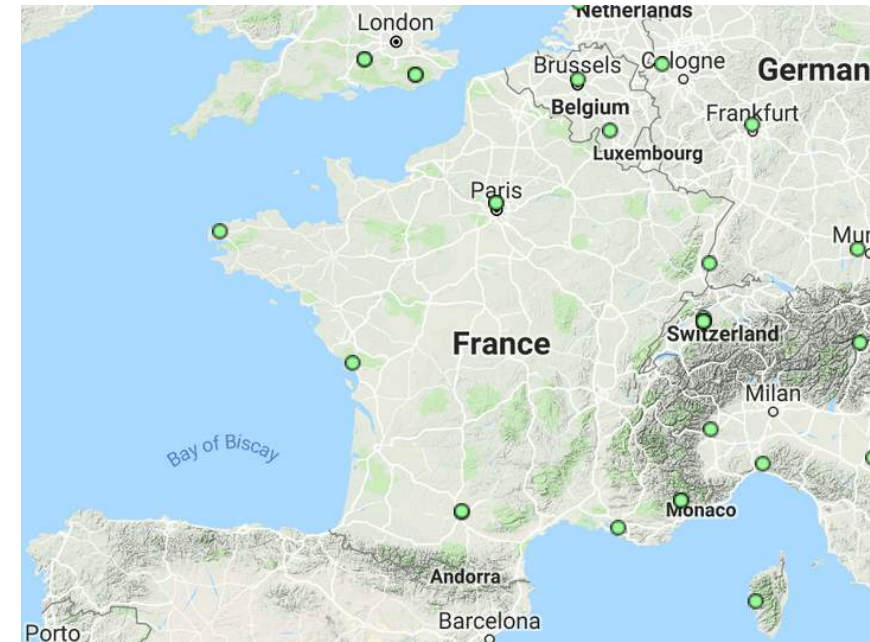 Netherlands
London
Brussels
Cologne
German
Belgium
Frankfurt
Luxembourg
Paris
Mur
France
Switzerland
Milan
Bay of Biscay
Monaco
Andorra
Barcelona
Porto